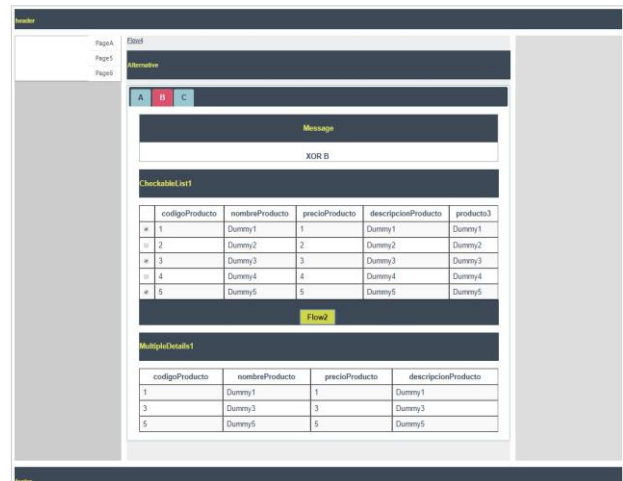 header
PageA
Page5
Page6
Flow4
Alternative
A B C
Message
XOR B
CheckableList1
codigoProducto nombreProducto precioProducto descripcionProducto producto3
1 Dummy1 1 Dummy1 Dummy1
2 Dummy2 2 Dummy2 Dummy2
3 Dummy3 3 Dummy3 Dummy3
4 Dummy4 4 Dummy4 Dummy4
5 Dummy5 5 Dummy5 Dummy5
Flow2
MultipleDetails1
codigoProducto nombreProducto precioProducto descripcionProducto
1 Dummy1 1 Dummy1
3 Dummy3 3 Dummy3
5 Dummy5 5 Dummy5